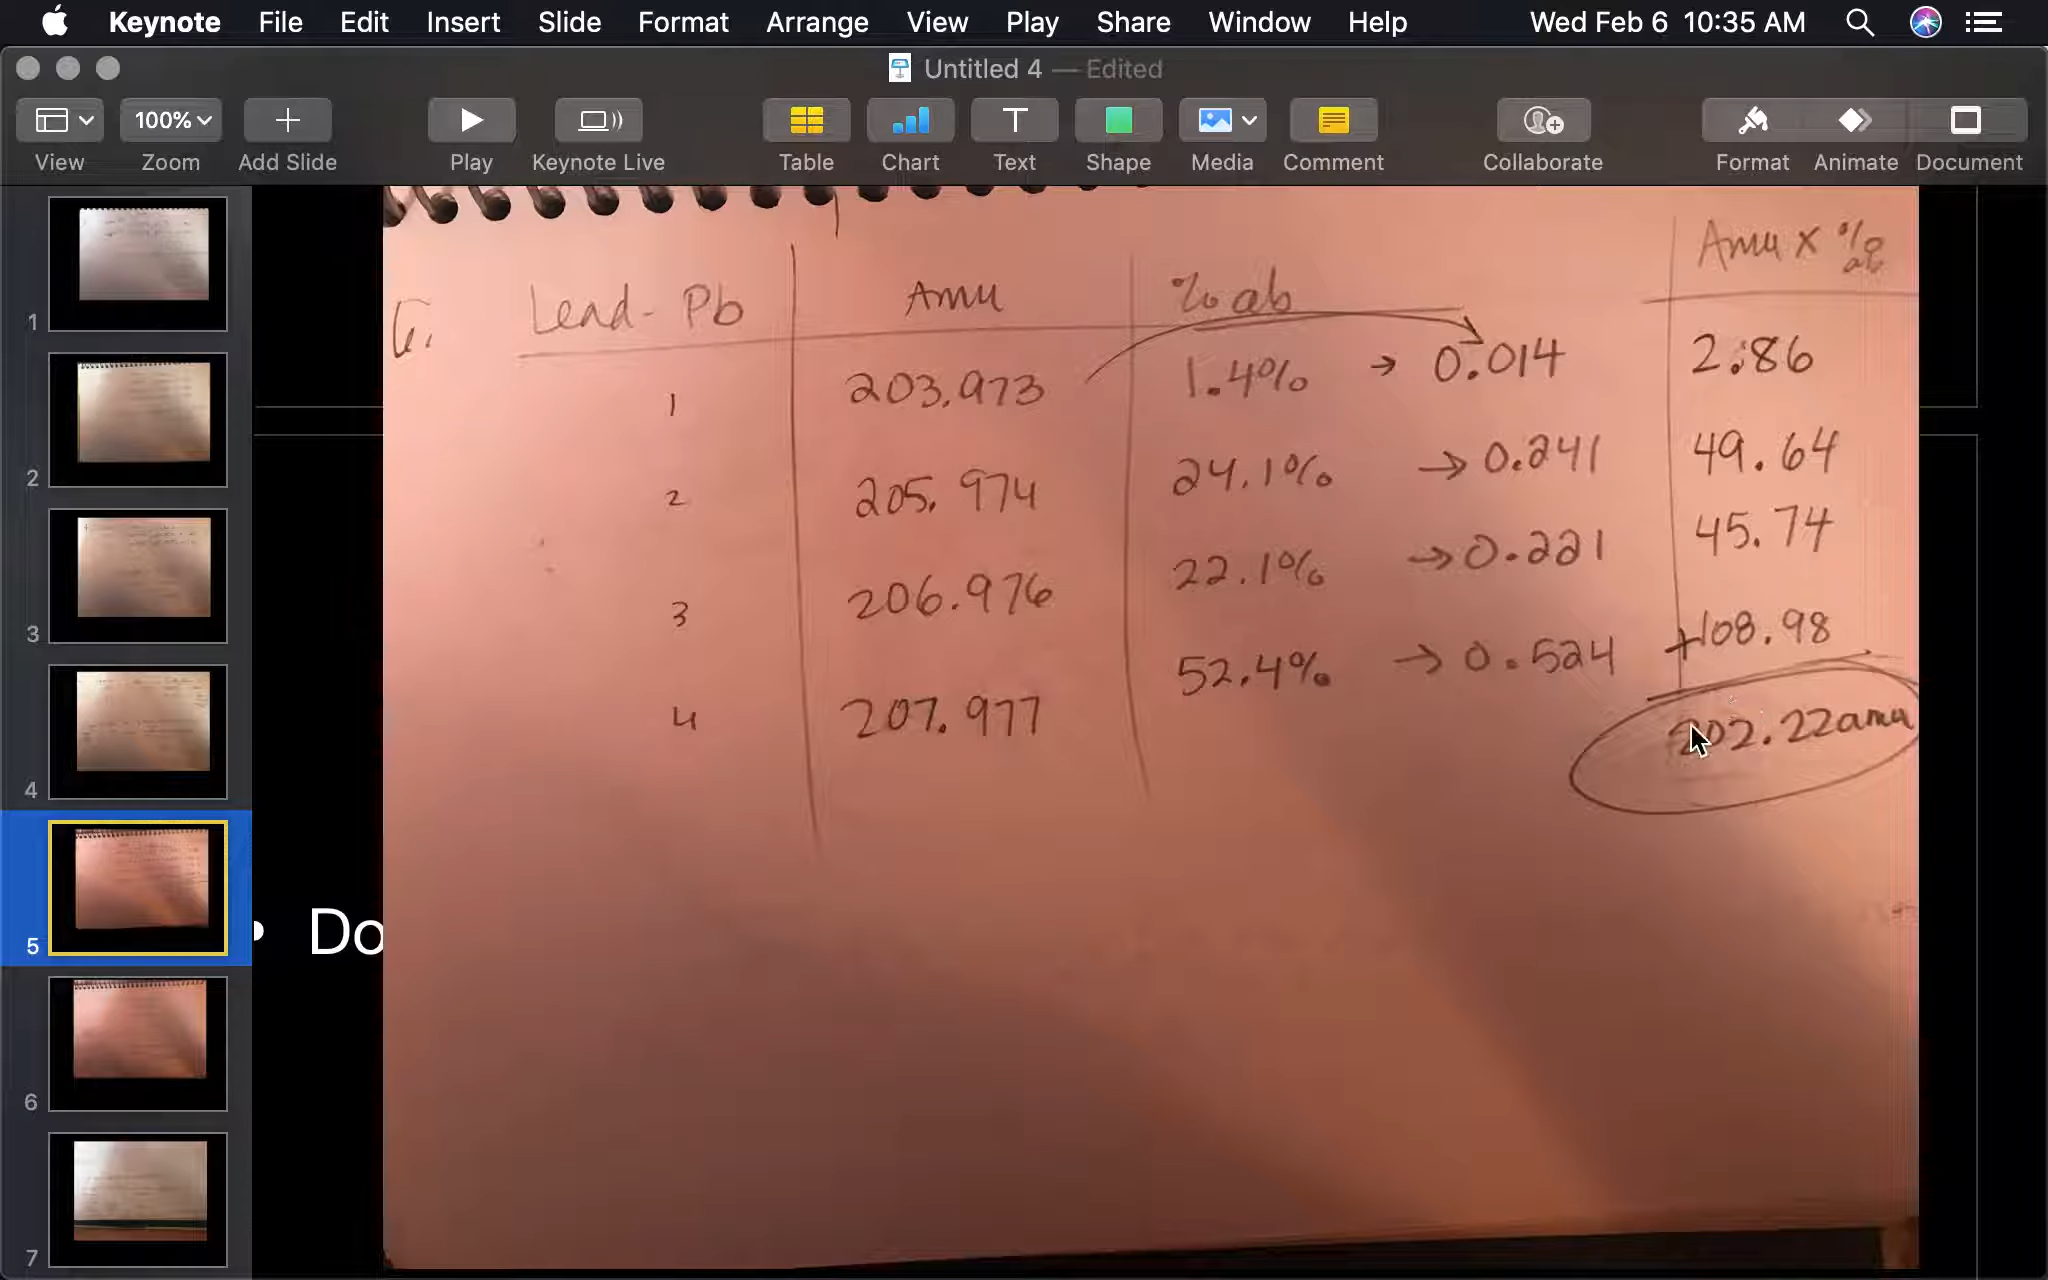 Keynote File Edit Insert Slide Format Arrange View Play Share Window Help Wed Feb 6 10:35 AM
Untitled 4 — Edited
100%
View Zoom Add Slide Play Keynote Live Table Chart Text Shape Media Comment Collaborate Format Animate Document
1
2
3
4
5
6
7
Amu x % ab
6. Lead - Pb Amu % ab
1 203.973 1.4% → 0.014 2.86
2 205.974 24.1% → 0.241 49.64
3 206.976 22.1% → 0.221 45.74
4 207.977 52.4% → 0.524 +108.98
202.22amu
• Do